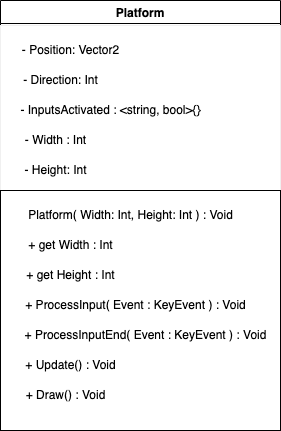 Platform
- Position: Vector2
- Direction: Int
- InputsActivated : <string, bool>{}
- Width : Int
- Height: Int
Platform( Width: Int, Height: Int ) : Void
+ get Width : Int
+ get Height : Int
+ ProcessInput( Event : KeyEvent ) : Void
+ ProcessInputEnd( Event : KeyEvent ) : Void
+ Update() : Void
+ Draw() : Void